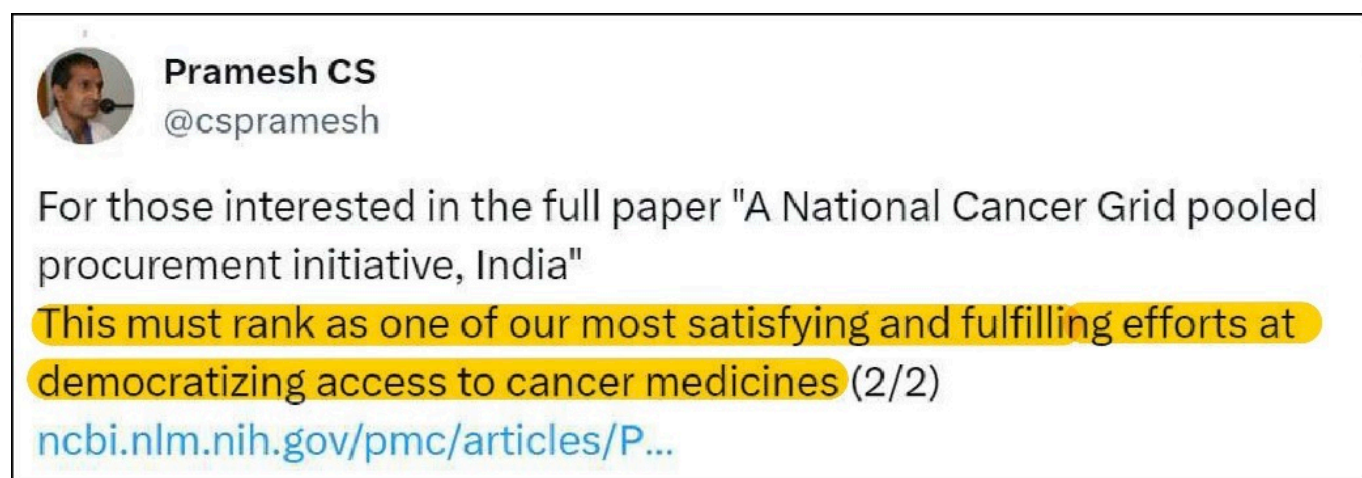 Pramesh CS
@cspramesh
For those interested in the full paper "A National Cancer Grid pooled
procurement initiative, India"
This must rank as one of our most satisfying and fulfilling efforts at
democratizing access to cancer medicines (2/2)
ncbi.nlm.nih.gov/pmc/articles/P...